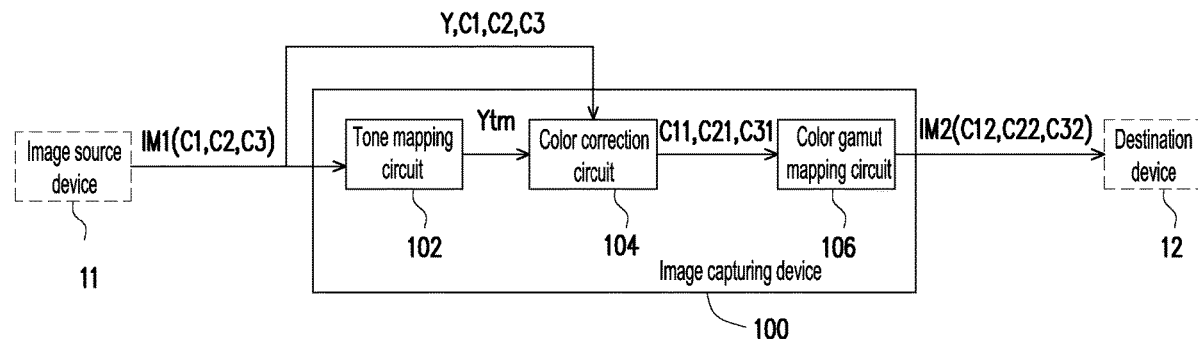 Y,C1,C2,C3
Image source
device
11
IM1(C1,C2,C3)
Tone mapping
circuit
102
Ytm
Color correction
circuit
104
C11,C21,C31
Color gamut
mapping circuit
106
IM2(C12,C22,C32)
Destination
device
12
Image capturing device
100